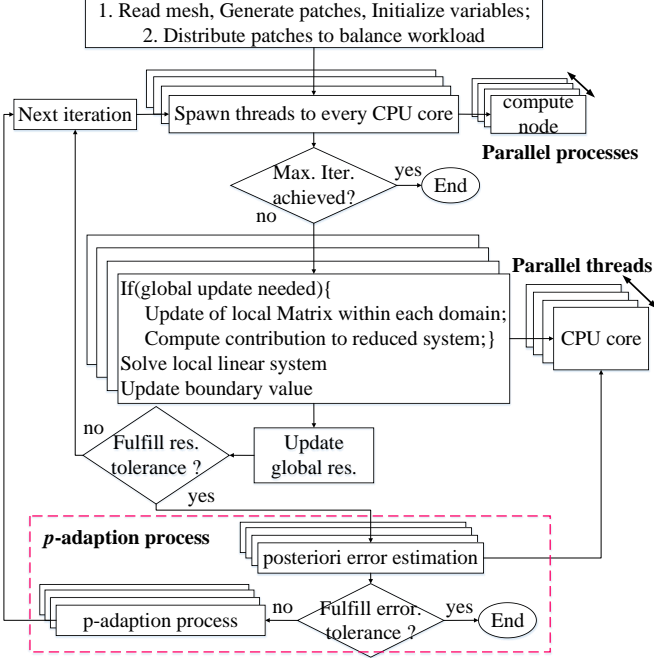 1. Read mesh, Generate patches, Initialize variables;
2. Distribute patches to balance workload
Next iteration
Spawn threads to every CPU core
compute
node
Parallel processes
Max. Iter.
achieved?
yes
End
no
Parallel threads
If(global update needed){
Update of local Matrix within each domain;
Compute contribution to reduced system;}
Solve local linear system
Update boundary value
CPU core
no
Fulfill res.
tolerance ?
Update
global res.
yes
p-adaption process
posteriori error estimation
p-adaption process
no
Fulfill error.
tolerance ?
yes
End